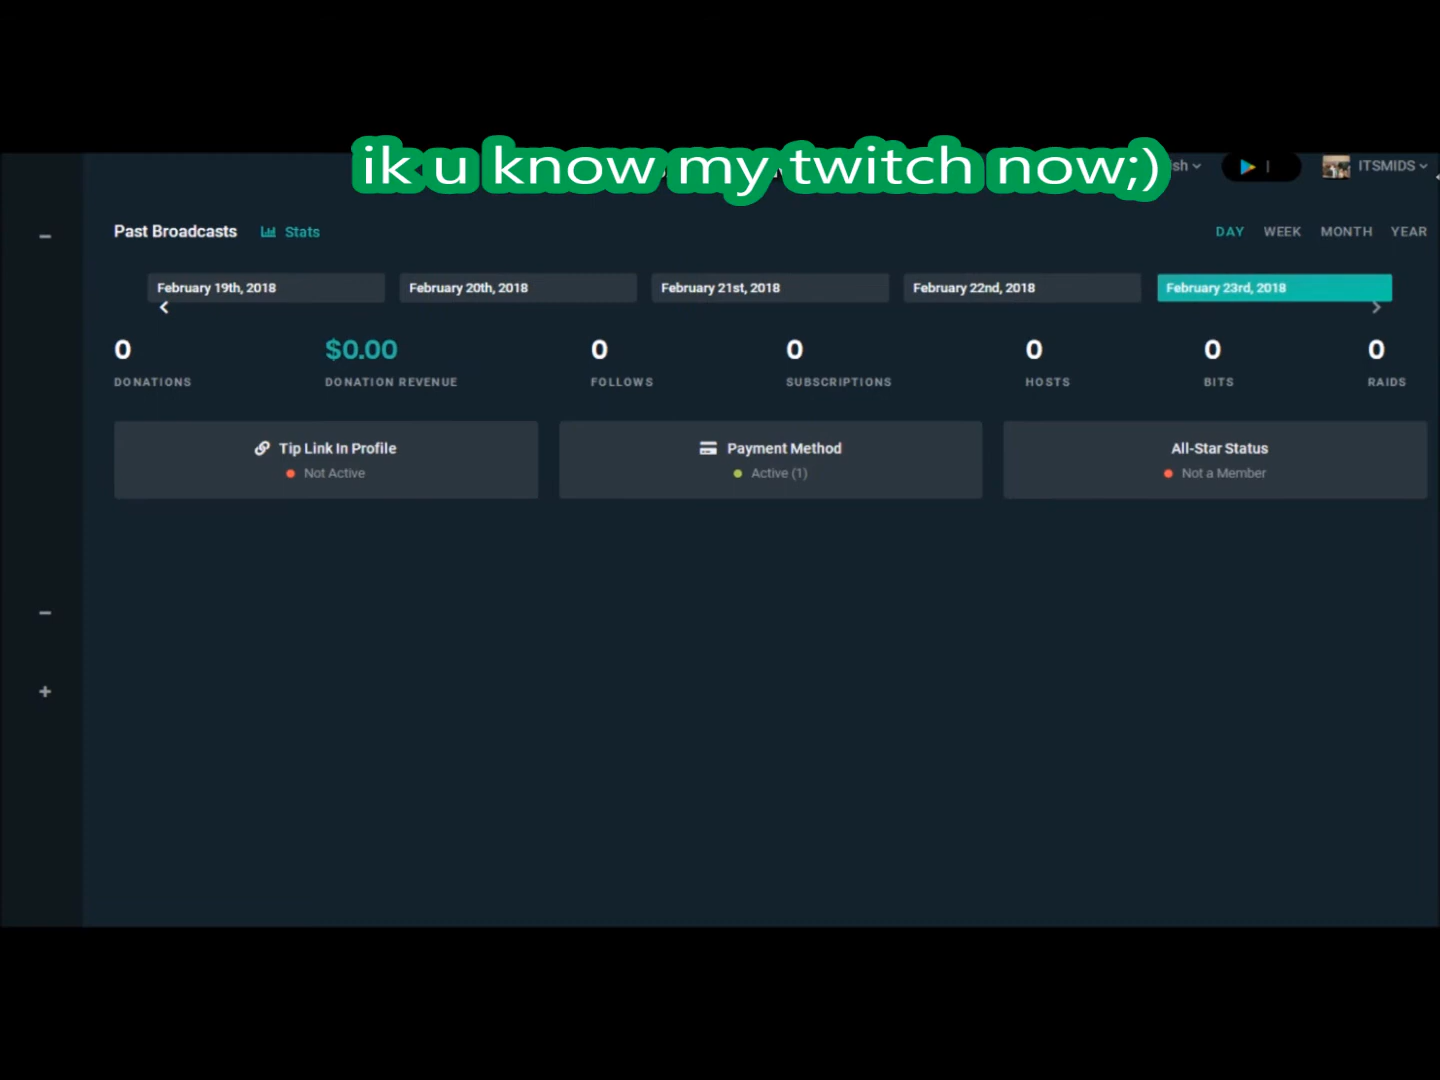 ik u know my twitch now;)
sh
ITSMIDS
Past Broadcasts Stats DAY WEEK MONTH YEAR
February 19th, 2018 February 20th, 2018 February 21st, 2018 February 22nd, 2018 February 23rd, 2018
0 $0.00 0 0 0 0 0
DONATIONS DONATION REVENUE FOLLOWS SUBSCRIPTIONS HOSTS BITS RAIDS
Tip Link In Profile Payment Method All-Star Status
Not Active Active (1) Not a Member